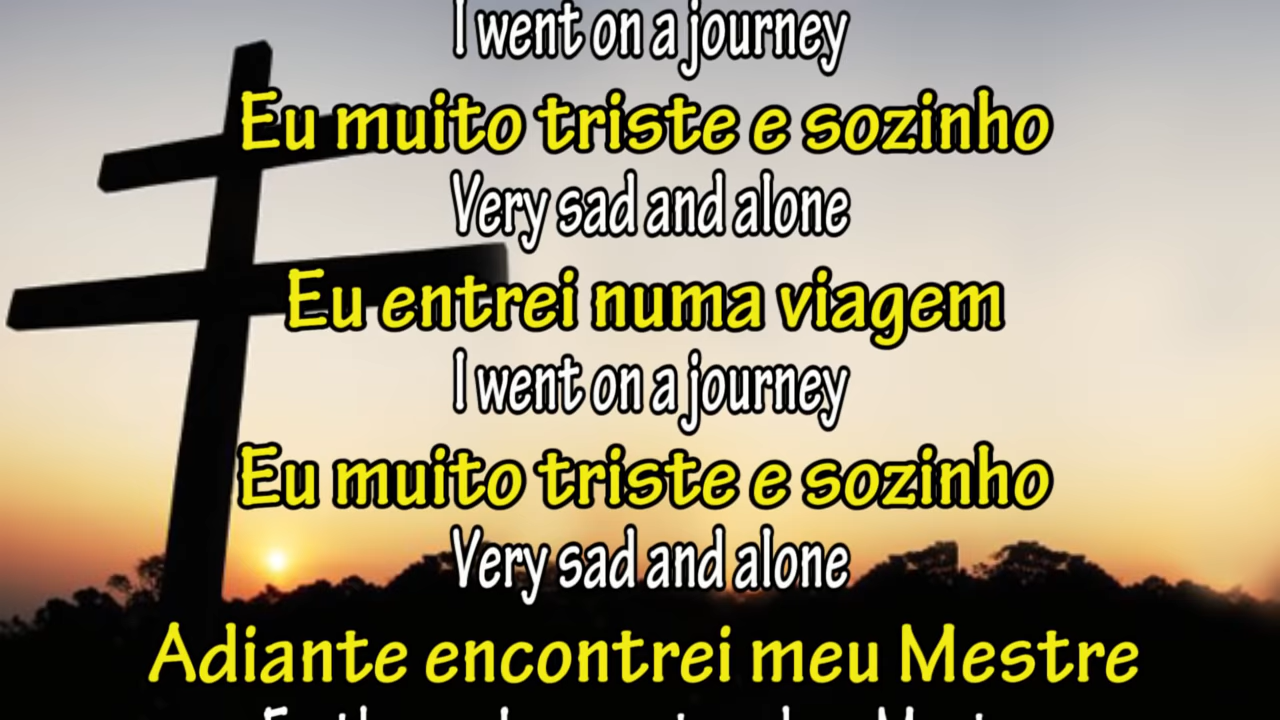 I went on a journey
Eu muito triste e sozinho
Very sad and alone
Eu entrei numa viagem
I went on a journey
Eu muito triste e sozinho
Very sad and alone
Adiante encontrei meu Mestre